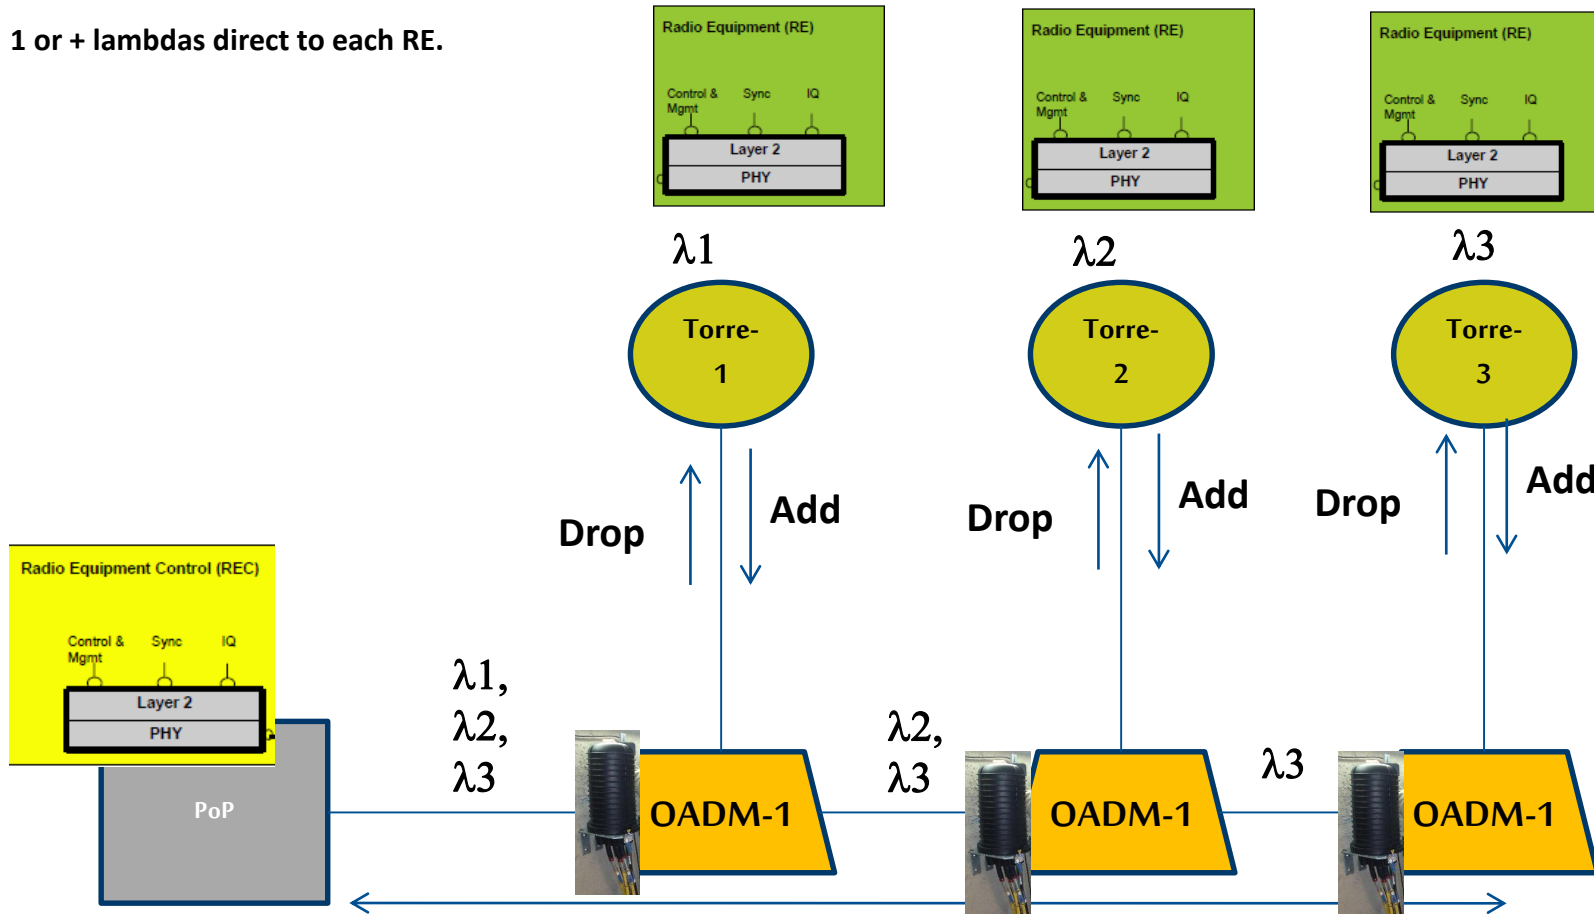 1 or + lambdas direct to each RE.
Radio Equipment (RE)
Control &
Mgmt
Sync
IQ
Layer 2
PHY
Radio Equipment (RE)
Control &
Mgmt
Sync
IQ
Layer 2
PHY
Radio Equipment (RE)
Control &
Mgmt
Sync
IQ
Layer 2
PHY
λ1
λ2
λ3
Torre-
1
Torre-
2
Torre-
3
Drop
Add
Drop
Add
Drop
Add
Radio Equipment Control (REC)
Control &
Mgmt
Sync
IQ
Layer 2
PHY
PoP
λ1,
λ2,
λ3
OADM-1
λ2,
λ3
OADM-1
λ3
OADM-1